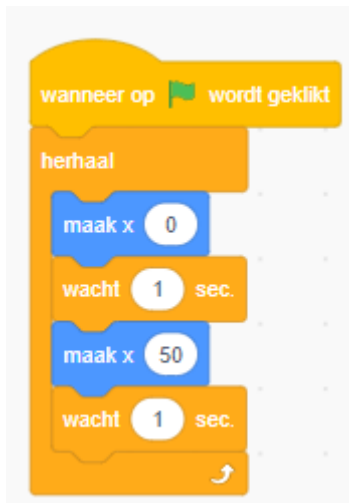 wanneer op wordt geklikt
herhaal
maak x 0
wacht 1 sec.
maak x 50
wacht 1 sec.